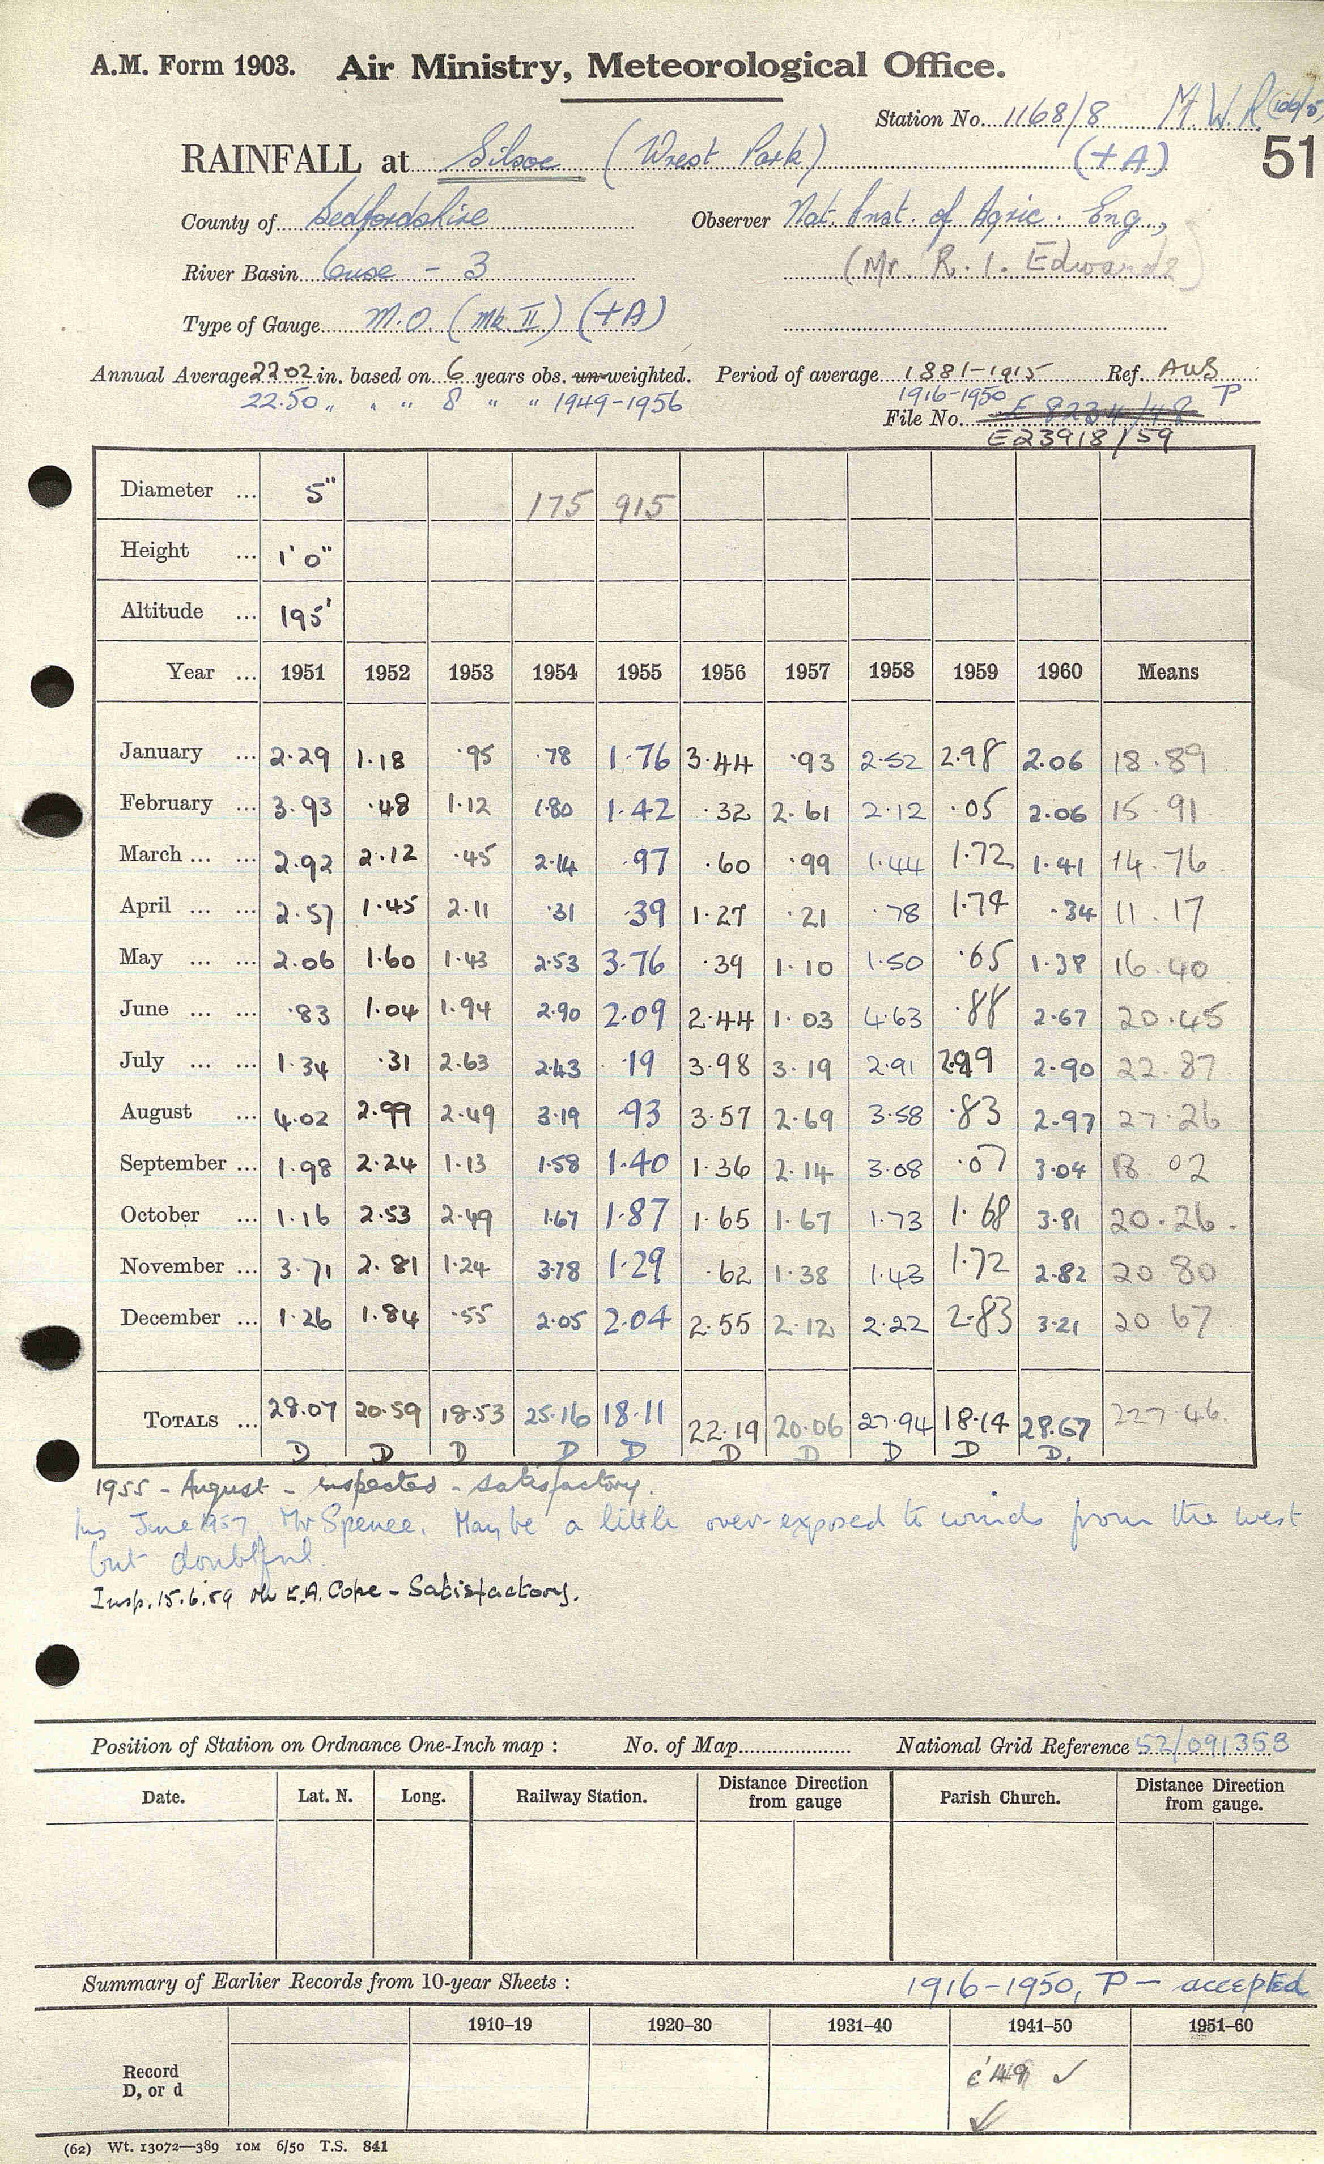 A.M. Form 1903. Air Ministry, Meteorological Office.
Station No. 1168/8 M.W.R
RAINFALL at Silsoe (Wrest Park) (+A) 51
County of Bedfordshire Observer Nat. Inst. of Agric. Eng.,
River Basin Ouse - 3 (Mr R. I. Edwards)
Type of Gauge M.O. (Mk II) (+A)
Annual Average 22.02 in. based on 6 years obs. un-weighted. Period of average 1881-1915 Ref. AWS
22.50 " " " 8 " " 1949-1956 1916-1950 P
File No. E 8234/48
E23918/59
Diameter ... 5" 175 915
Height ... 1'0"
Altitude ... 195'
Year ... 1951 1952 1953 1954 1955 1956 1957 1958 1959 1960 Means
January ... 2.29 1.18 .95 .78 1.76 3.44 .93 2.52 2.98 2.06 18.89
February ... 3.93 .48 1.12 1.80 1.42 .32 2.61 2.12 .05 2.06 15.91
March ... ... 2.92 2.12 .45 2.14 .97 .60 .99 1.44 1.72 1.41 14.76
April ... ... 2.57 1.45 2.11 .31 .39 1.27 .21 .78 1.74 .34 11.17
May ... ... 2.06 1.60 1.43 2.53 3.76 .39 1.10 1.50 .65 1.38 16.40
June ... ... .83 1.04 1.94 2.90 2.09 2.44 1.03 4.63 .88 2.67 20.45
July ... ... 1.34 .31 2.63 2.43 .19 3.98 3.19 2.91 2.99 2.90 22.87
August ... 4.02 2.99 2.49 3.19 .93 3.57 2.69 3.58 .83 2.97 27.26
September ... 1.98 2.24 1.13 1.58 1.40 1.36 2.14 3.08 .07 3.04 18.02
October ... 1.16 2.53 2.49 1.67 1.87 1.65 1.67 1.73 1.68 3.81 20.26
November ... 3.71 2.81 1.24 3.78 1.29 .62 1.38 1.43 1.72 2.82 20.80
December ... 1.26 1.84 .55 2.05 2.04 2.55 2.12 2.22 2.83 3.21 20.67
TOTALS ... 28.07 20.59 18.53 25.16 18.11 22.19 20.06 27.94 18.14 28.67 227.46
D D D D D D D D D D.
1955 - August - inspected - satisfactory.
Ins June 1957 Mr Spence. Maybe a little over-exposed to winds from the west
but doubtful.
Insp. 15.6.59 Mr E.A. Cope - Satisfactory.
Position of Station on Ordnance One-Inch map : No. of Map National Grid Reference 52/091358
Date. Lat. N. Long. Railway Station. Distance Direction from gauge Parish Church. Distance Direction from gauge.
Summary of Earlier Records from 10-year Sheets : 1916-1950, P - accepted
1910–19 1920–30 1931–40 1941–50 1951–60
Record
D, or d
c'49 ✓
✓
(62) Wt. 13072—389 10M 6/50 T.S. 841